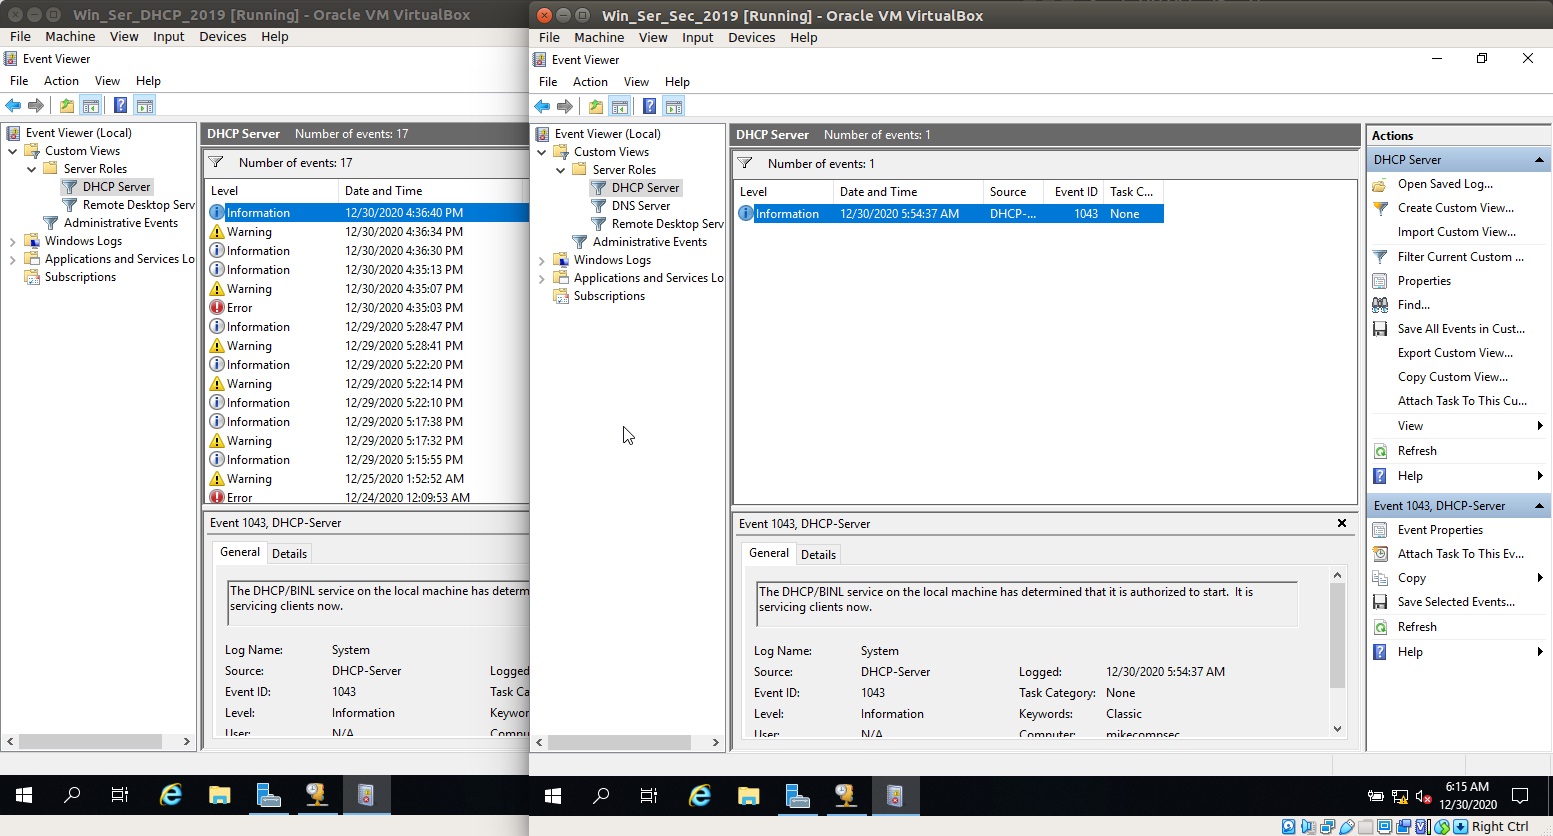 Win_Ser_DHCP_2019 [Running] - Oracle VM VirtualBox
File Machine View Input Devices Help
Event Viewer
File Action View Help
Event Viewer (Local)
Custom Views
Server Roles
DHCP Server
Remote Desktop Serv
Administrative Events
Windows Logs
Applications and Services Lo
Subscriptions
DHCP Server Number of events: 17
Number of events: 17
Level Date and Time
Information 12/30/2020 4:36:40 PM
Warning 12/30/2020 4:36:34 PM
Information 12/30/2020 4:36:30 PM
Information 12/30/2020 4:35:13 PM
Warning 12/30/2020 4:35:07 PM
Error 12/30/2020 4:35:03 PM
Information 12/29/2020 5:28:47 PM
Warning 12/29/2020 5:28:41 PM
Information 12/29/2020 5:22:20 PM
Warning 12/29/2020 5:22:14 PM
Information 12/29/2020 5:22:10 PM
Information 12/29/2020 5:17:38 PM
Warning 12/29/2020 5:17:32 PM
Information 12/29/2020 5:15:55 PM
Warning 12/25/2020 1:52:52 AM
Error 12/24/2020 12:09:53 AM
Event 1043, DHCP-Server
General Details
The DHCP/BINL service on the local machine has determ
servicing clients now.
Log Name: System
Source: DHCP-Server Logged
Event ID: 1043 Task Ca
Level: Information Keywor
User: N/A Compu
Win_Ser_Sec_2019 [Running] - Oracle VM VirtualBox
File Machine View Input Devices Help
Event Viewer
File Action View Help
Event Viewer (Local)
Custom Views
Server Roles
DHCP Server
DNS Server
Remote Desktop Serv
Administrative Events
Windows Logs
Applications and Services Lo
Subscriptions
DHCP Server Number of events: 1
Number of events: 1
Level Date and Time Source Event ID Task C...
Information 12/30/2020 5:54:37 AM DHCP-... 1043 None
Event 1043, DHCP-Server
General Details
The DHCP/BINL service on the local machine has determined that it is authorized to start. It is
servicing clients now.
Log Name: System
Source: DHCP-Server Logged: 12/30/2020 5:54:37 AM
Event ID: 1043 Task Category: None
Level: Information Keywords: Classic
User: N/A Computer: mikecompsec
Actions
DHCP Server
Open Saved Log...
Create Custom View...
Import Custom View...
Filter Current Custom ...
Properties
Find...
Save All Events in Cust...
Export Custom View...
Copy Custom View...
Attach Task To This Cu...
View
Refresh
Help
Event 1043, DHCP-Server
Event Properties
Attach Task To This Ev...
Copy
Save Selected Events...
Refresh
Help
6:15 AM
12/30/2020
Right Ctrl